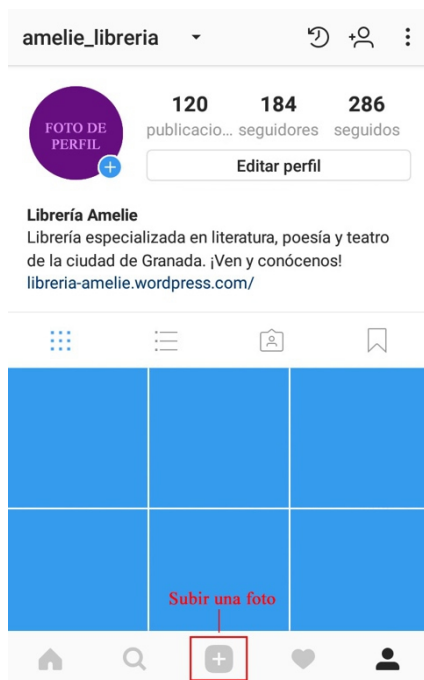 amelie_libreria
120 184 286
publicacio... seguidores seguidos
FOTO DE
PERFIL
Editar perfil
Librería Amelie
Librería especializada en literatura, poesía y teatro
de la ciudad de Granada. ¡Ven y conócenos!
libreria-amelie.wordpress.com/
Subir una foto